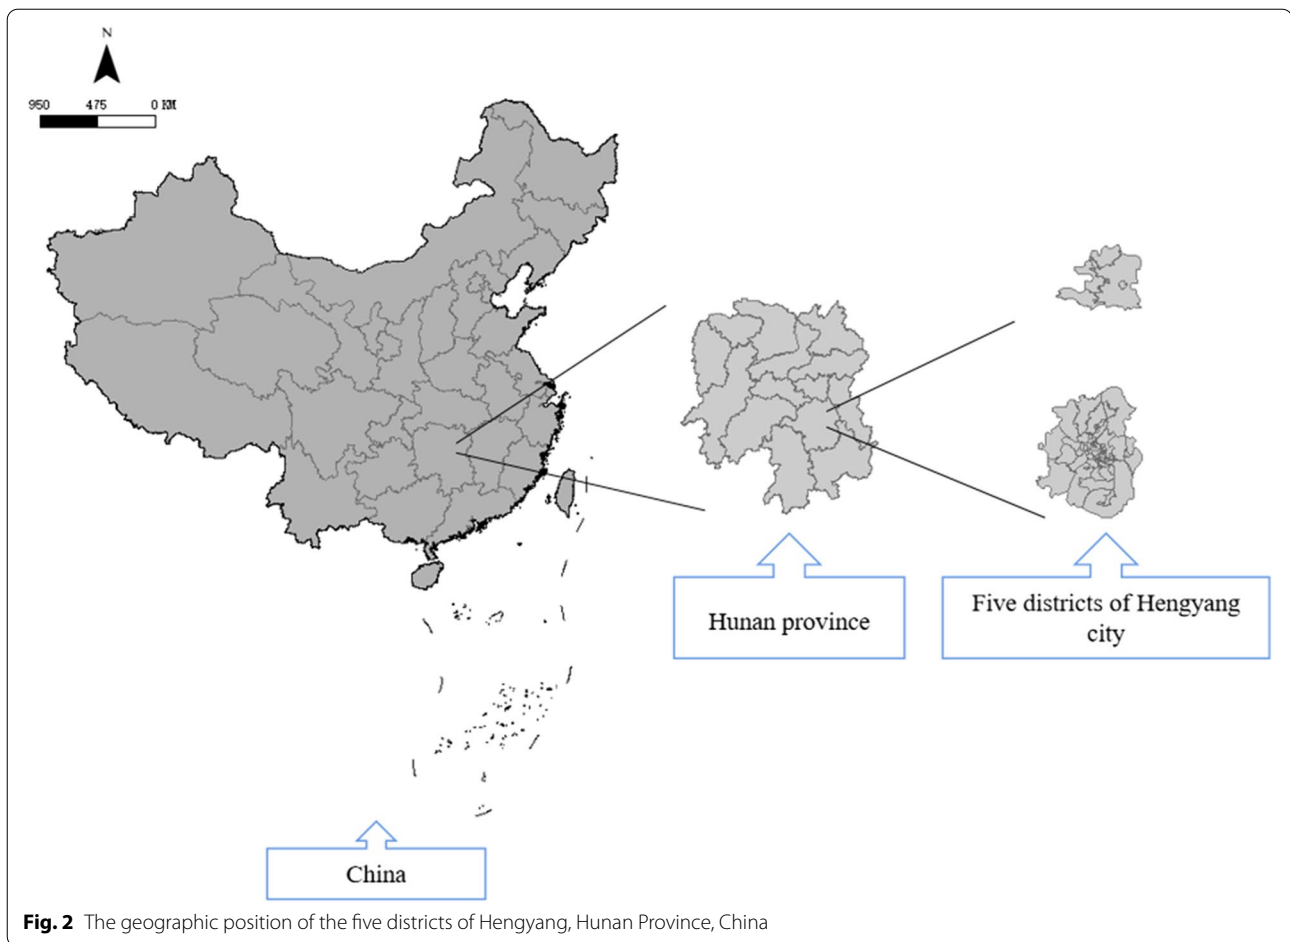 N
950 475 0 KM
Hunan province
Five districts of Hengyang
city
China
Fig. 2 The geographic position of the five districts of Hengyang, Hunan Province, China